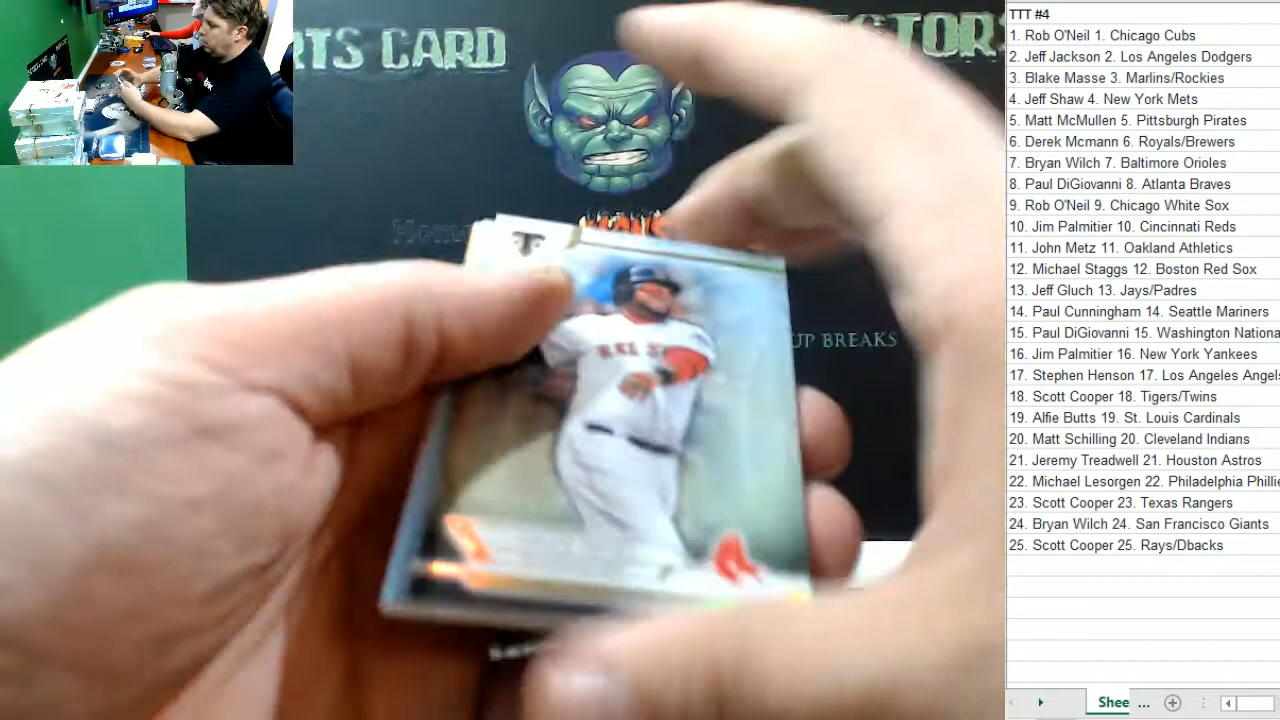 RTS CARD
UP BREAKS
TTT #4
1. Rob O'Neil 1. Chicago Cubs
2. Jeff Jackson 2. Los Angeles Dodgers
3. Blake Masse 3. Marlins/Rockies
4. Jeff Shaw 4. New York Mets
5. Matt McMullen 5. Pittsburgh Pirates
6. Derek Mcmann 6. Royals/Brewers
7. Bryan Wilch 7. Baltimore Orioles
8. Paul DiGiovanni 8. Atlanta Braves
9. Rob O'Neil 9. Chicago White Sox
10. Jim Palmitier 10. Cincinnati Reds
11. John Metz 11. Oakland Athletics
12. Michael Staggs 12. Boston Red Sox
13. Jeff Gluch 13. Jays/Padres
14. Paul Cunningham 14. Seattle Mariners
15. Paul DiGiovanni 15. Washington Nationa
16. Jim Palmitier 16. New York Yankees
17. Stephen Henson 17. Los Angeles Angels
18. Scott Cooper 18. Tigers/Twins
19. Alfie Butts 19. St. Louis Cardinals
20. Matt Schilling 20. Cleveland Indians
21. Jeremy Treadwell 21. Houston Astros
22. Michael Lesorgen 22. Philadelphia Phillie
23. Scott Cooper 23. Texas Rangers
24. Bryan Wilch 24. San Francisco Giants
25. Scott Cooper 25. Rays/Dbacks
Shee ...